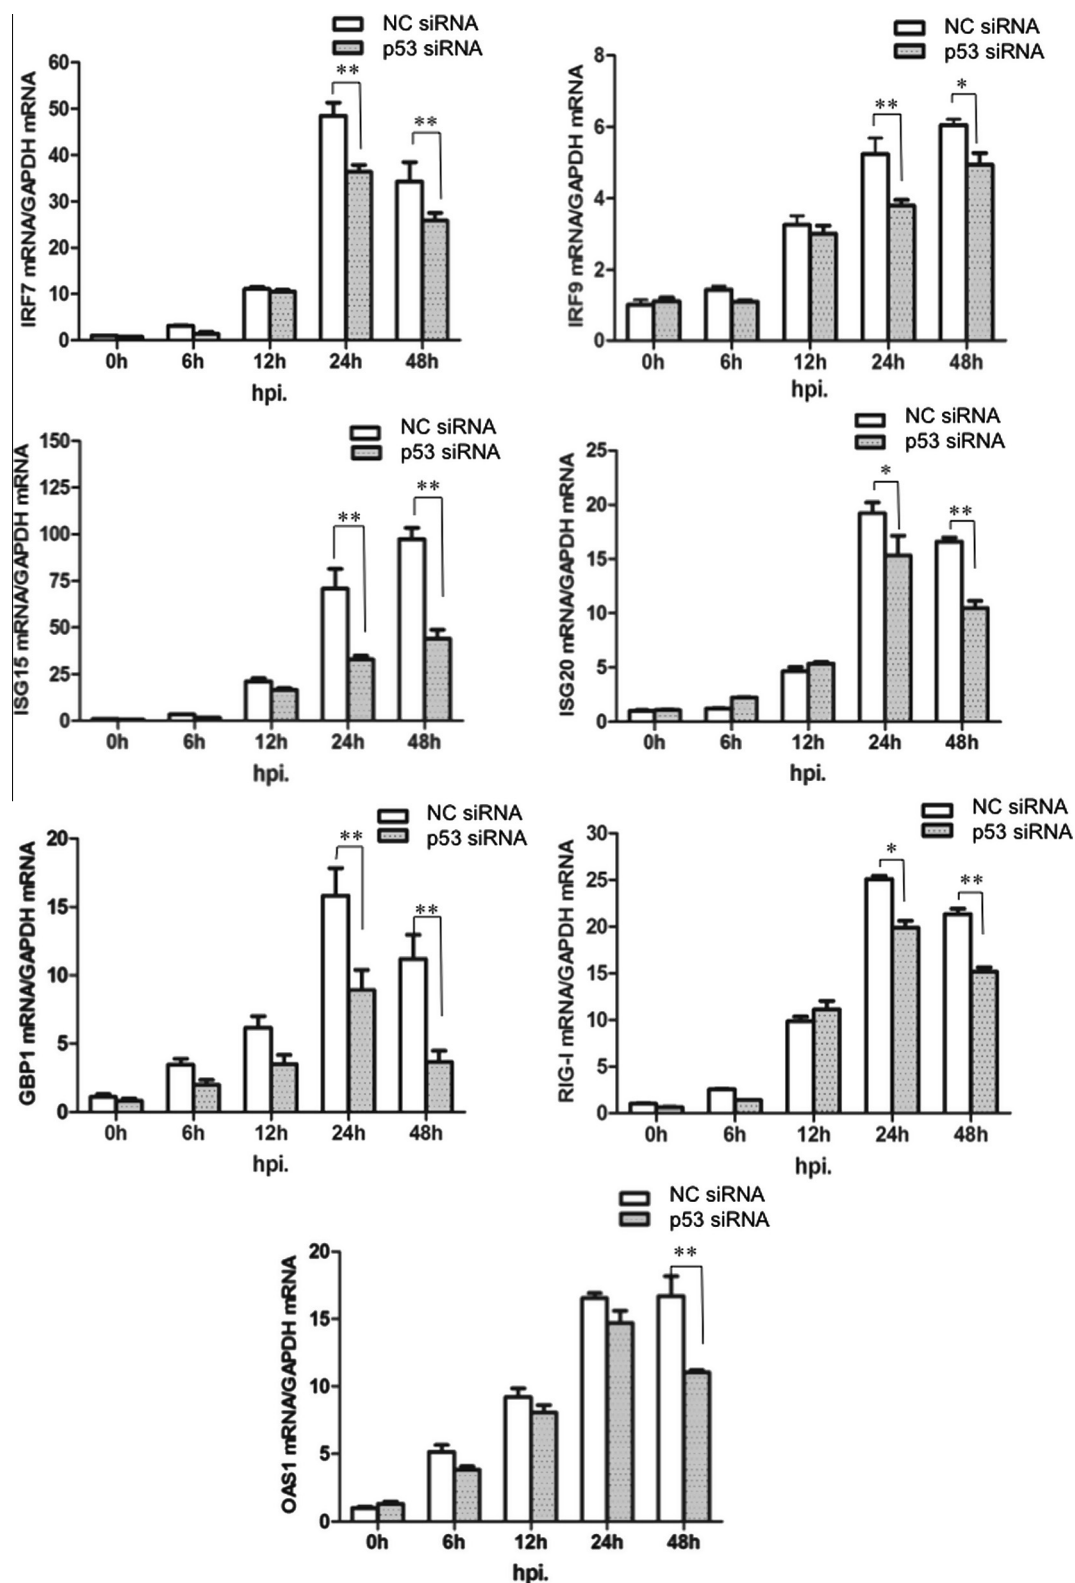 NC siRNA
p53 siRNA
IRF7 mRNA/GAPDH mRNA
60
50
40
30
20
10
0
**
**
0h 6h 12h 24h 48h
hpi.
NC siRNA
p53 siRNA
IRF9 mRNA/GAPDH mRNA
8
6
4
2
0
**
*
0h 6h 12h 24h 48h
hpi.
NC siRNA
p53 siRNA
ISG15 mRNA/GAPDH mRNA
150
125
100
75
50
25
0
**
**
0h 6h 12h 24h 48h
hpi.
NC siRNA
p53 siRNA
ISG20 mRNA/GAPDH mRNA
25
20
15
10
5
0
*
**
0h 6h 12h 24h 48h
hpi.
NC siRNA
p53 siRNA
GBP1 mRNA/GAPDH mRNA
20
15
10
5
0
**
**
0h 6h 12h 24h 48h
hpi.
NC siRNA
p53 siRNA
RIG-I mRNA/GAPDH mRNA
30
25
20
15
10
5
0
*
**
0h 6h 12h 24h 48h
hpi.
NC siRNA
p53 siRNA
OAS1 mRNA/GAPDH mRNA
20
15
10
5
0
**
0h 6h 12h 24h 48h
hpi.